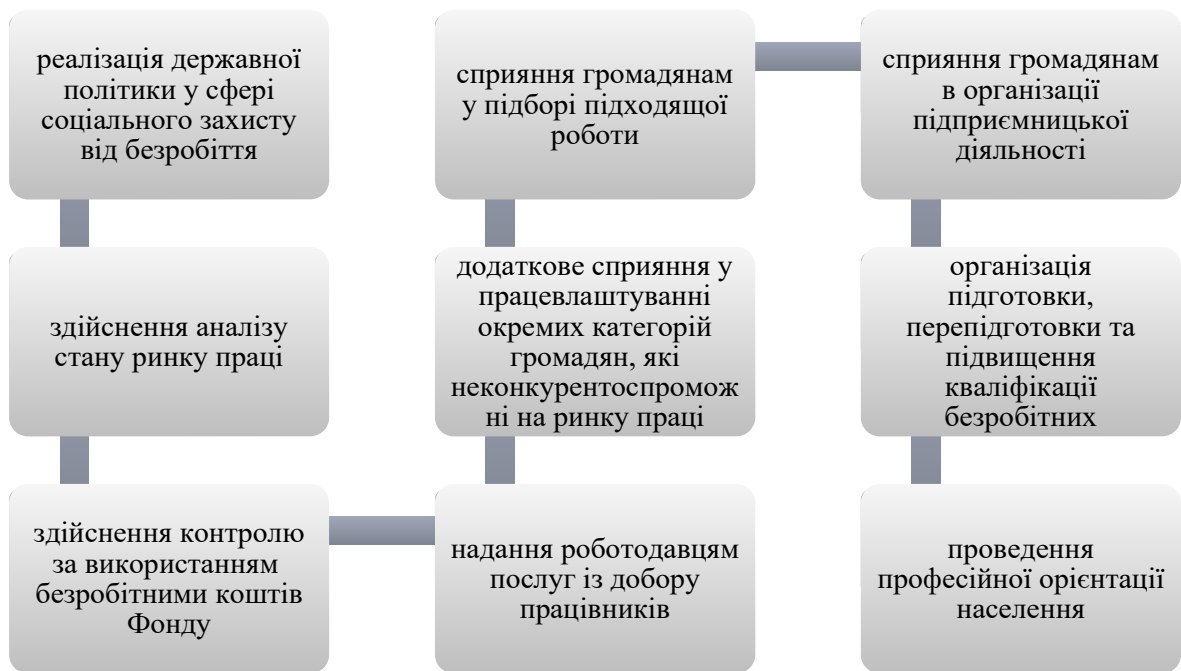 реалізація державної
політики у сфері
соціального захисту
від безробіття
здійснення аналізу
стану ринку праці
здійснення контролю
за використанням
безробітними коштів
Фонду
надання роботодавцям
послуг із добору
працівників
додаткове сприяння у
працевлаштуванні
окремих категорій
громадян, які
неконкурентоспромож
ні на ринку праці
сприяння громадянам
у підборі підходящої
роботи
сприяння громадянам
в організації
підприємницької
діяльності
організація
підготовки,
перепідготовки та
підвищення
кваліфікації
безробітних
проведення
професійної орієнтації
населення